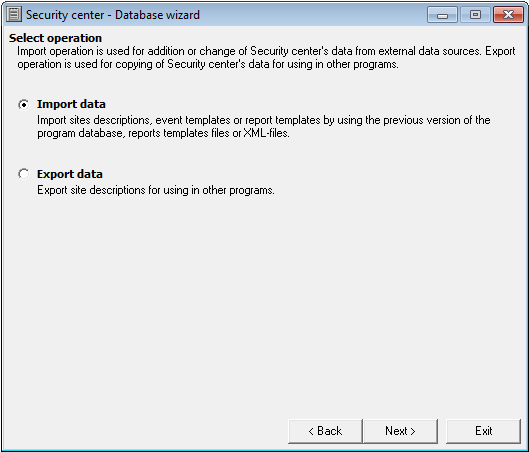 Security center - Database wizard
Select operation
Import operation is used for addition or change of Security center's data from external data sources. Export
operation is used for copying of Security center's data for using in other programs.
Import data
Import sites descriptions, event templates or report templates by using the previous version of the
program database, reports templates files or XML-files.
Export data
Export site descriptions for using in other programs.
< Back Next > Exit